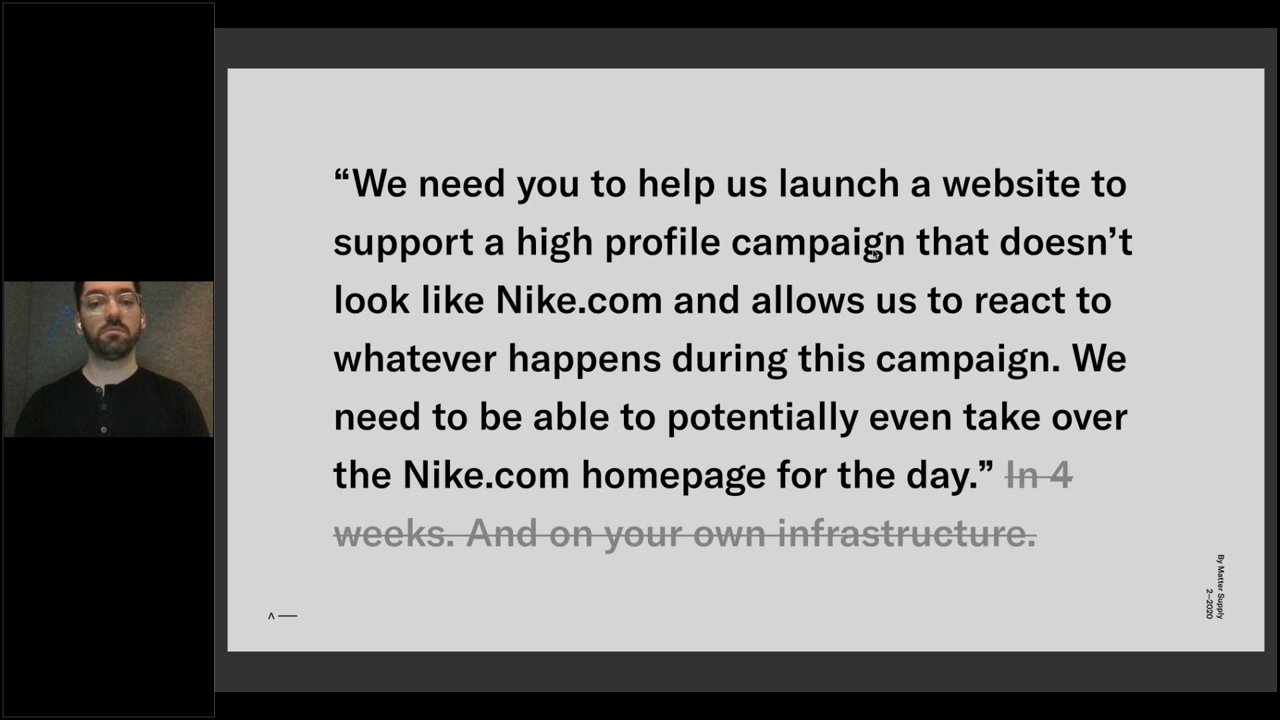 “We need you to help us launch a website to
support a high profile campaign that doesn’t
look like Nike.com and allows us to react to
whatever happens during this campaign. We
need to be able to potentially even take over
the Nike.com homepage for the day.” In 4
weeks. And on your own infrastructure.
By Matter Supply
2–2020